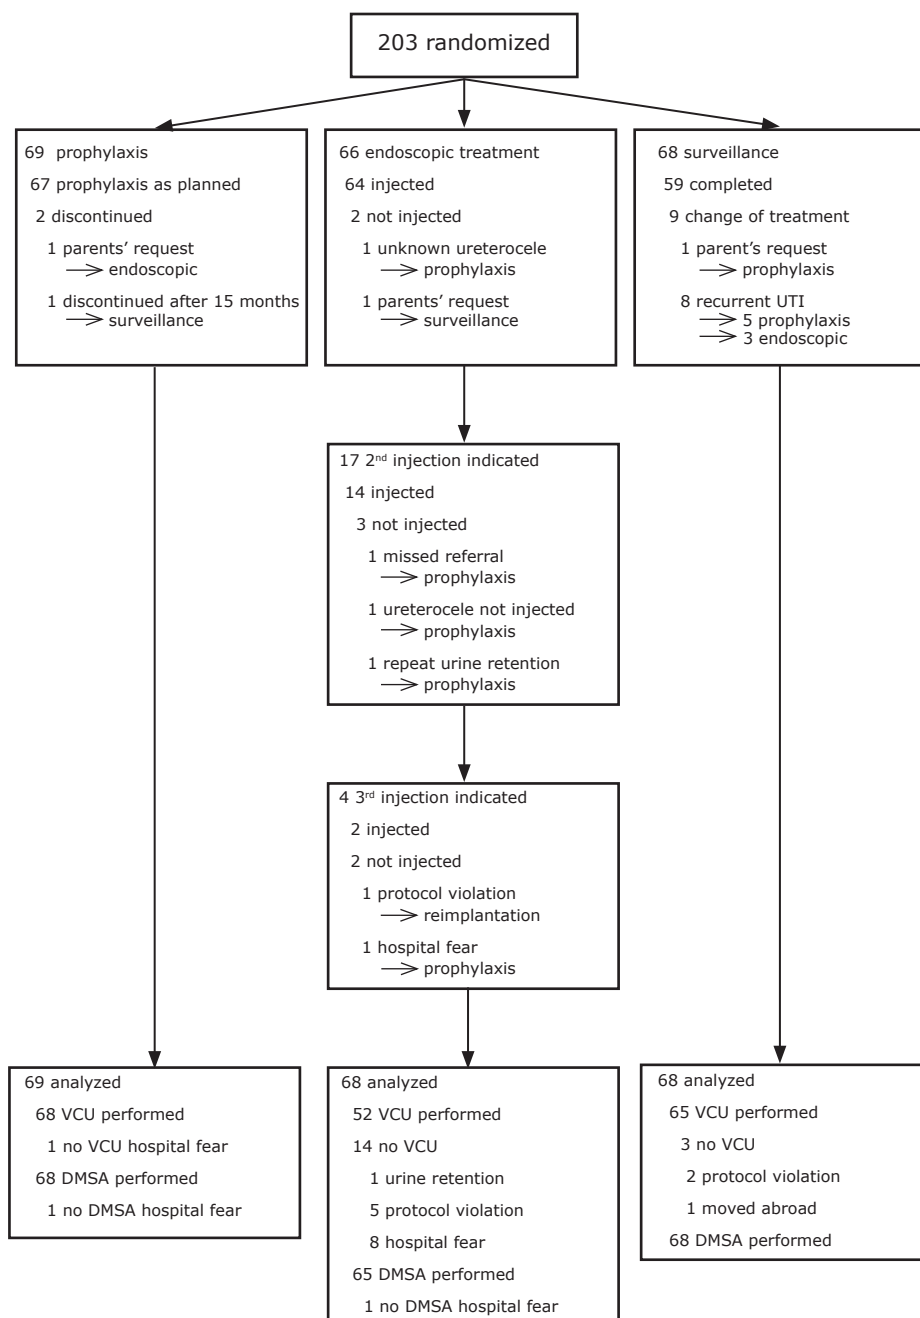 203 randomized
69 prophylaxis
67 prophylaxis as planned
2 discontinued
1 parents' request
→ endoscopic
1 discontinued after 15 months
→ surveillance
66 endoscopic treatment
64 injected
2 not injected
1 unknown ureterocele
→ prophylaxis
1 parents' request
→ surveillance
68 surveillance
59 completed
9 change of treatment
1 parent's request
→ prophylaxis
8 recurrent UTI
→ 5 prophylaxis
→ 3 endoscopic
17 2nd injection indicated
14 injected
3 not injected
1 missed referral
→ prophylaxis
1 ureterocele not injected
→ prophylaxis
1 repeat urine retention
→ prophylaxis
4 3rd injection indicated
2 injected
2 not injected
1 protocol violation
→ reimplantation
1 hospital fear
→ prophylaxis
69 analyzed
68 VCU performed
1 no VCU hospital fear
68 DMSA performed
1 no DMSA hospital fear
68 analyzed
52 VCU performed
14 no VCU
1 urine retention
5 protocol violation
8 hospital fear
65 DMSA performed
1 no DMSA hospital fear
68 analyzed
65 VCU performed
3 no VCU
2 protocol violation
1 moved abroad
68 DMSA performed